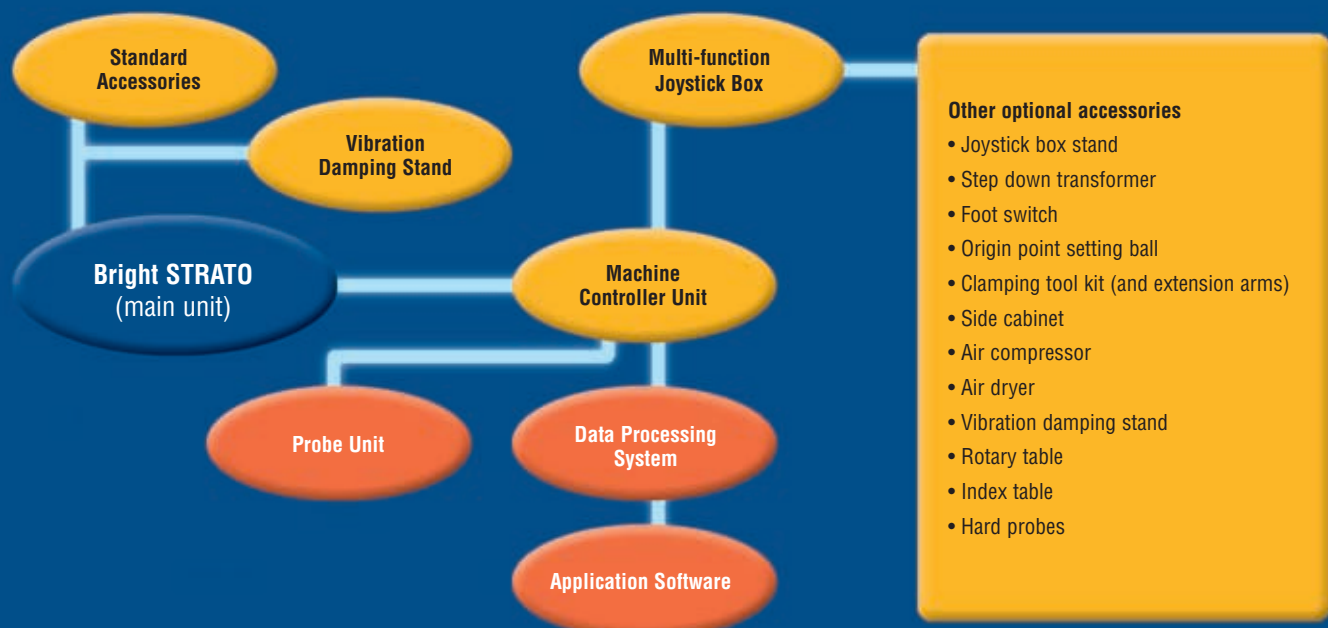 Standard
Accessories
Vibration
Damping Stand
Bright STRATO
(main unit)
Multi-function
Joystick Box
Machine
Controller Unit
Probe Unit
Data Processing
System
Application Software
Other optional accessories
• Joystick box stand
• Step down transformer
• Foot switch
• Origin point setting ball
• Clamping tool kit (and extension arms)
• Side cabinet
• Air compressor
• Air dryer
• Vibration damping stand
• Rotary table
• Index table
• Hard probes